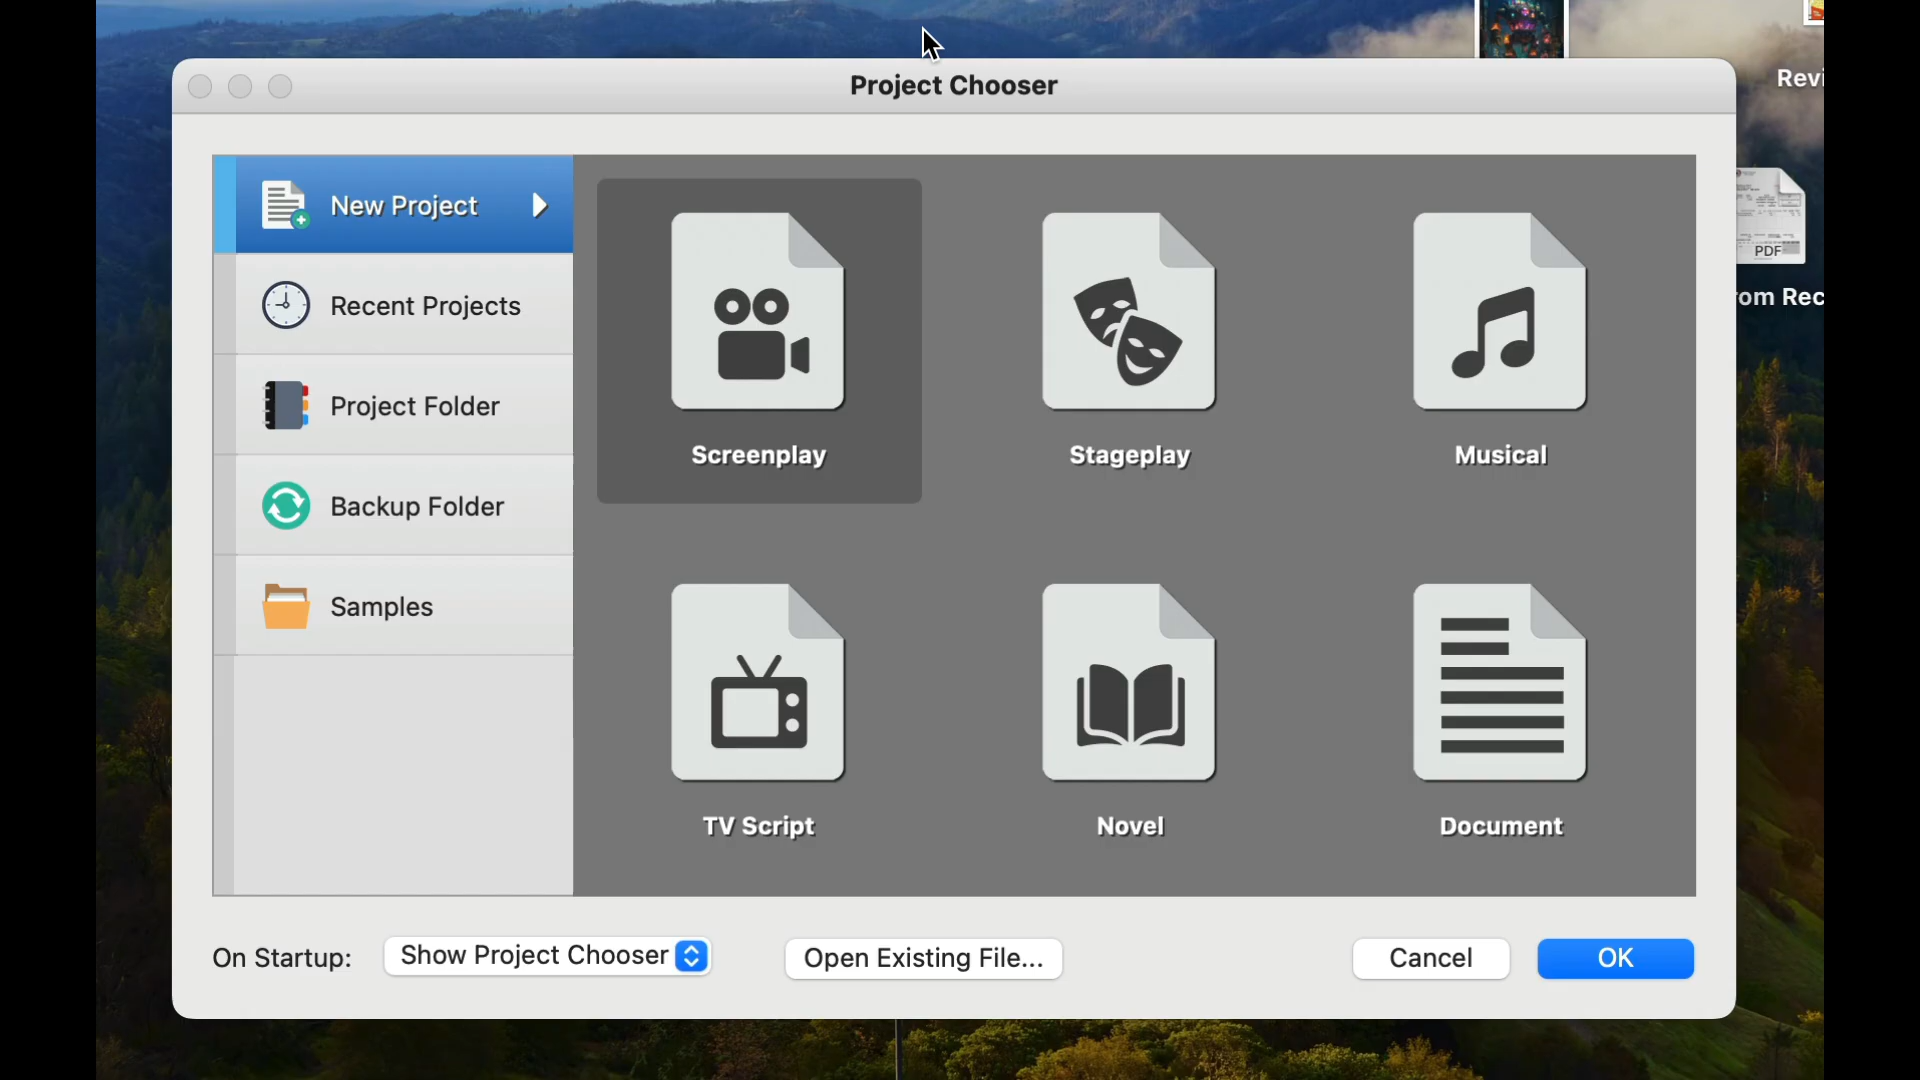 Project Chooser
Revi
PDF
om Rec
New Project
Recent Projects
Project Folder
Backup Folder
Samples
Screenplay
Stageplay
Musical
TV Script
Novel
Document
On Startup:
Show Project Chooser
Open Existing File...
Cancel
OK